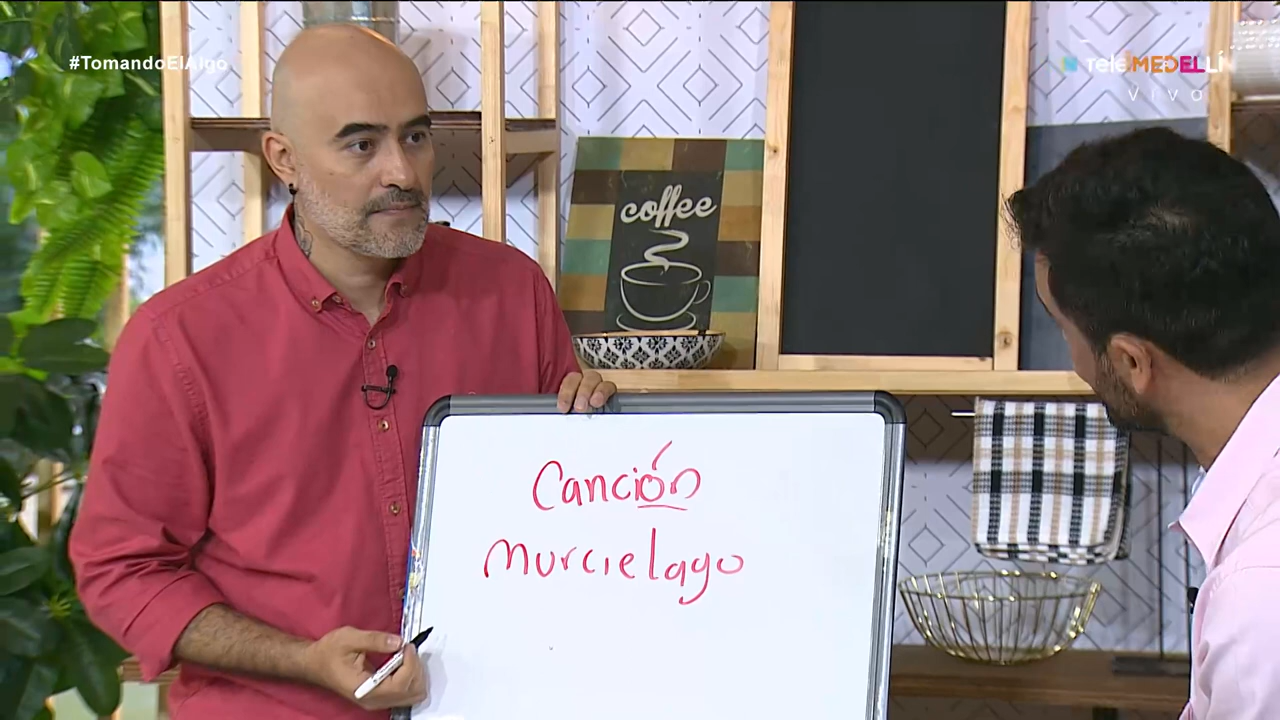 #TomandoElAlgo
teleMEDELLÍN
VIVO
coffee
Canción
murcielago